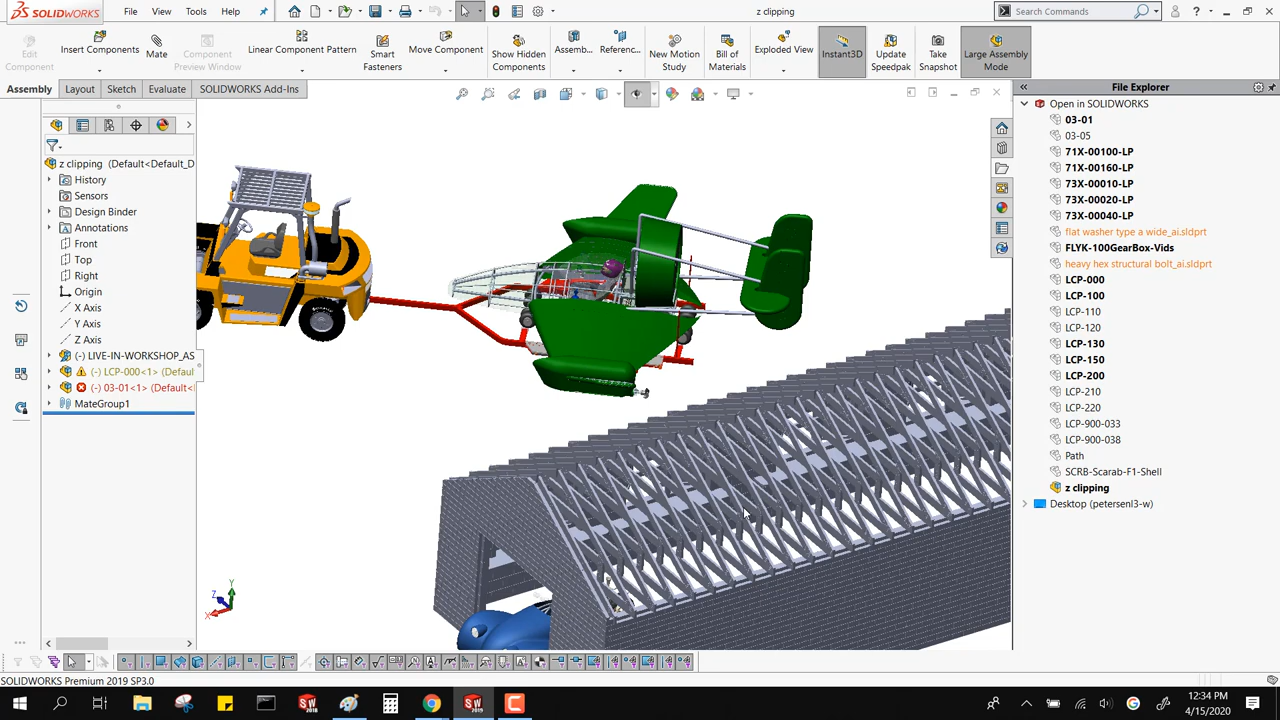 SOLIDWORKS File View Tools Help z clipping Search Commands
Edit Component
Insert Components
Mate
Component Preview Window
Linear Component Pattern
Smart Fasteners
Move Component
Show Hidden Components
Assemb...
Referenc...
New Motion Study
Bill of Materials
Exploded View
Instant3D
Update Speedpak
Take Snapshot
Large Assembly Mode
Assembly Layout Sketch Evaluate SOLIDWORKS Add-Ins
File Explorer
z clipping (Default<Default_D
History
Sensors
Design Binder
Annotations
Front
Top
Right
Origin
X Axis
Y Axis
Z Axis
(-) LIVE-IN-WORKSHOP_AS
(-) LCP-000<1> (Defaul
(-) 03-01<1> (Default<
MateGroup1
Open in SOLIDWORKS
03-01
03-05
71X-00100-LP
71X-00160-LP
73X-00010-LP
73X-00020-LP
73X-00040-LP
flat washer type a wide_ai.sldprt
FLYK-100GearBox-Vids
heavy hex structural bolt_ai.sldprt
LCP-000
LCP-100
LCP-110
LCP-120
LCP-130
LCP-150
LCP-200
LCP-210
LCP-220
LCP-900-033
LCP-900-038
Path
SCRB-Scarab-F1-Shell
z clipping
Desktop (petersenl3-w)
Y
Z
X
SOLIDWORKS Premium 2019 SP3.0
SW 2018
SW 2019
12:34 PM
4/15/2020